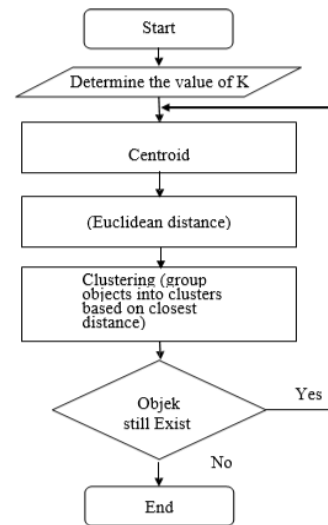 Start
Determine the value of K
Centroid
(Euclidean distance)
Clustering (group
objects into clusters
based on closest
distance)
Objek
still Exist
Yes
No
End